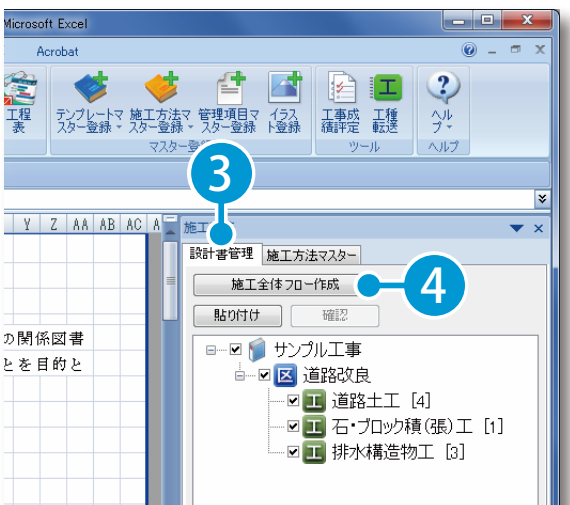 Microsoft Excel
Acrobat
工程
表
テンプレートマ
スター登録
施工方法マ
スター登録
管理項目マ
スター登録
イラス
ト登録
工事成
績評定
工種
転送
ヘル
プ
マスター登録
ツール
ヘルプ
3
Y Z AA AB AC A
施工
設計書管理 施工方法マスター
施工全体フロー作成
4
貼り付け 確認
の関係図書
とを目的と
サンプル工事
区 道路改良
工 道路土工 [4]
工 石・ブロック積(張)工 [1]
工 排水構造物工 [3]